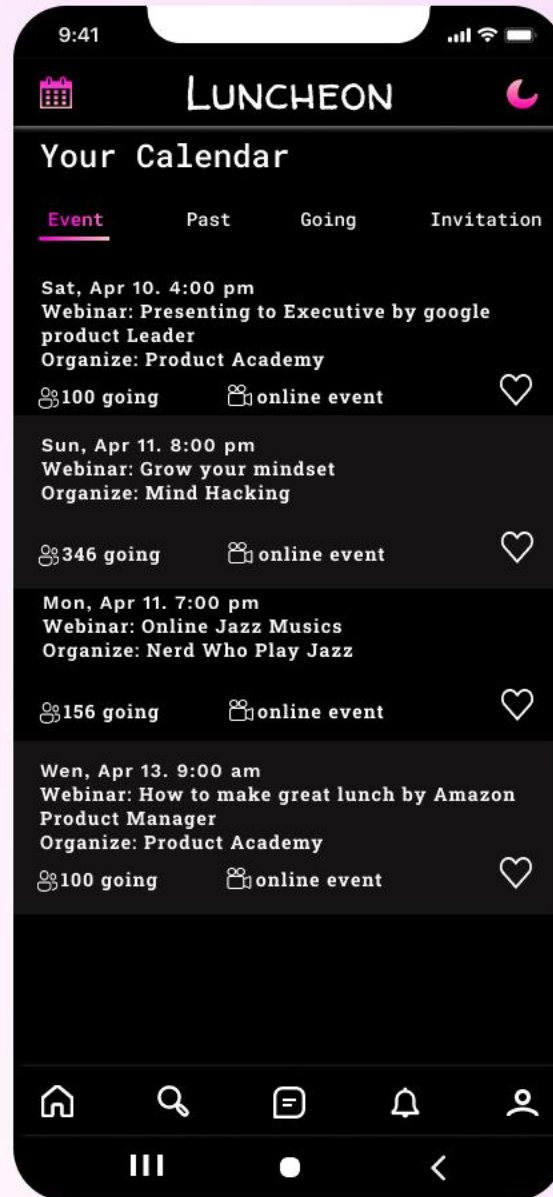 9:41
LUNCHEON
Your Calendar
Event Past Going Invitation
Sat, Apr 10. 4:00 pm
Webinar: Presenting to Executive by google
product Leader
Organize: Product Academy
100 going online event
Sun, Apr 11. 8:00 pm
Webinar: Grow your mindset
Organize: Mind Hacking
346 going online event
Mon, Apr 11. 7:00 pm
Webinar: Online Jazz Musics
Organize: Nerd Who Play Jazz
156 going online event
Wen, Apr 13. 9:00 am
Webinar: How to make great lunch by Amazon
Product Manager
Organize: Product Academy
100 going online event